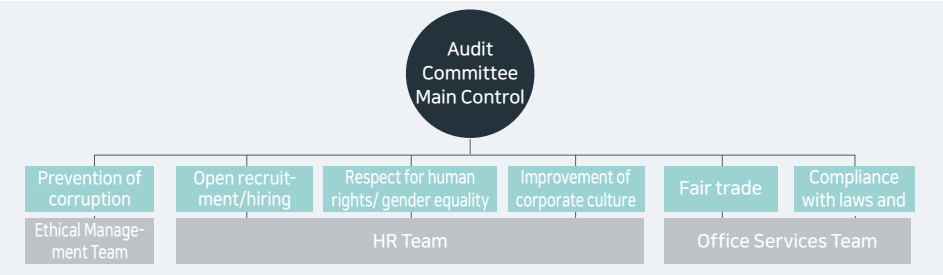 Audit
Committee
Main Control
Prevention of
corruption
Open recruit-
ment/hiring
Respect for human
rights/ gender equality
Improvement of
corporate culture
Fair trade
Compliance
with laws and
Ethical Manage-
ment Team
HR Team
Office Services Team